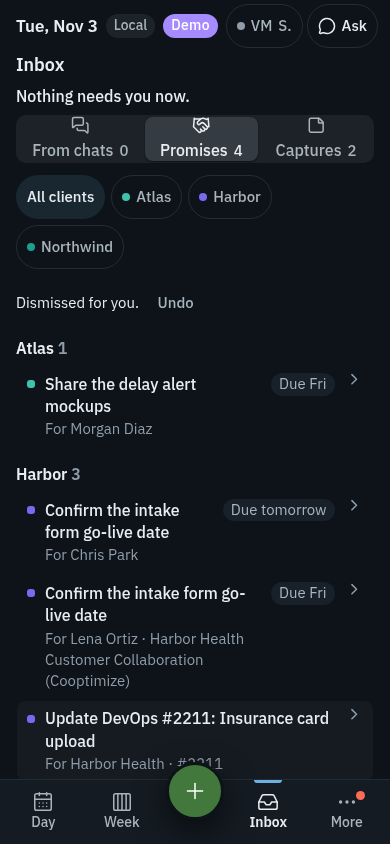 Tue, Nov 3 Local Demo VM S. Ask
Inbox
Nothing needs you now.
From chats 0 Promises 4 Captures 2
All clients Atlas Harbor
Northwind
Dismissed for you. Undo
Atlas 1
Share the delay alert Due Fri
mockups
For Morgan Diaz
Harbor 3
Confirm the intake Due tomorrow
form go-live date
For Chris Park
Confirm the intake form go- Due Fri
live date
For Lena Ortiz · Harbor Health
Customer Collaboration
(Cooptimize)
Update DevOps #2211: Insurance card
upload
For Harbor Health · #2211
Day Week Inbox More